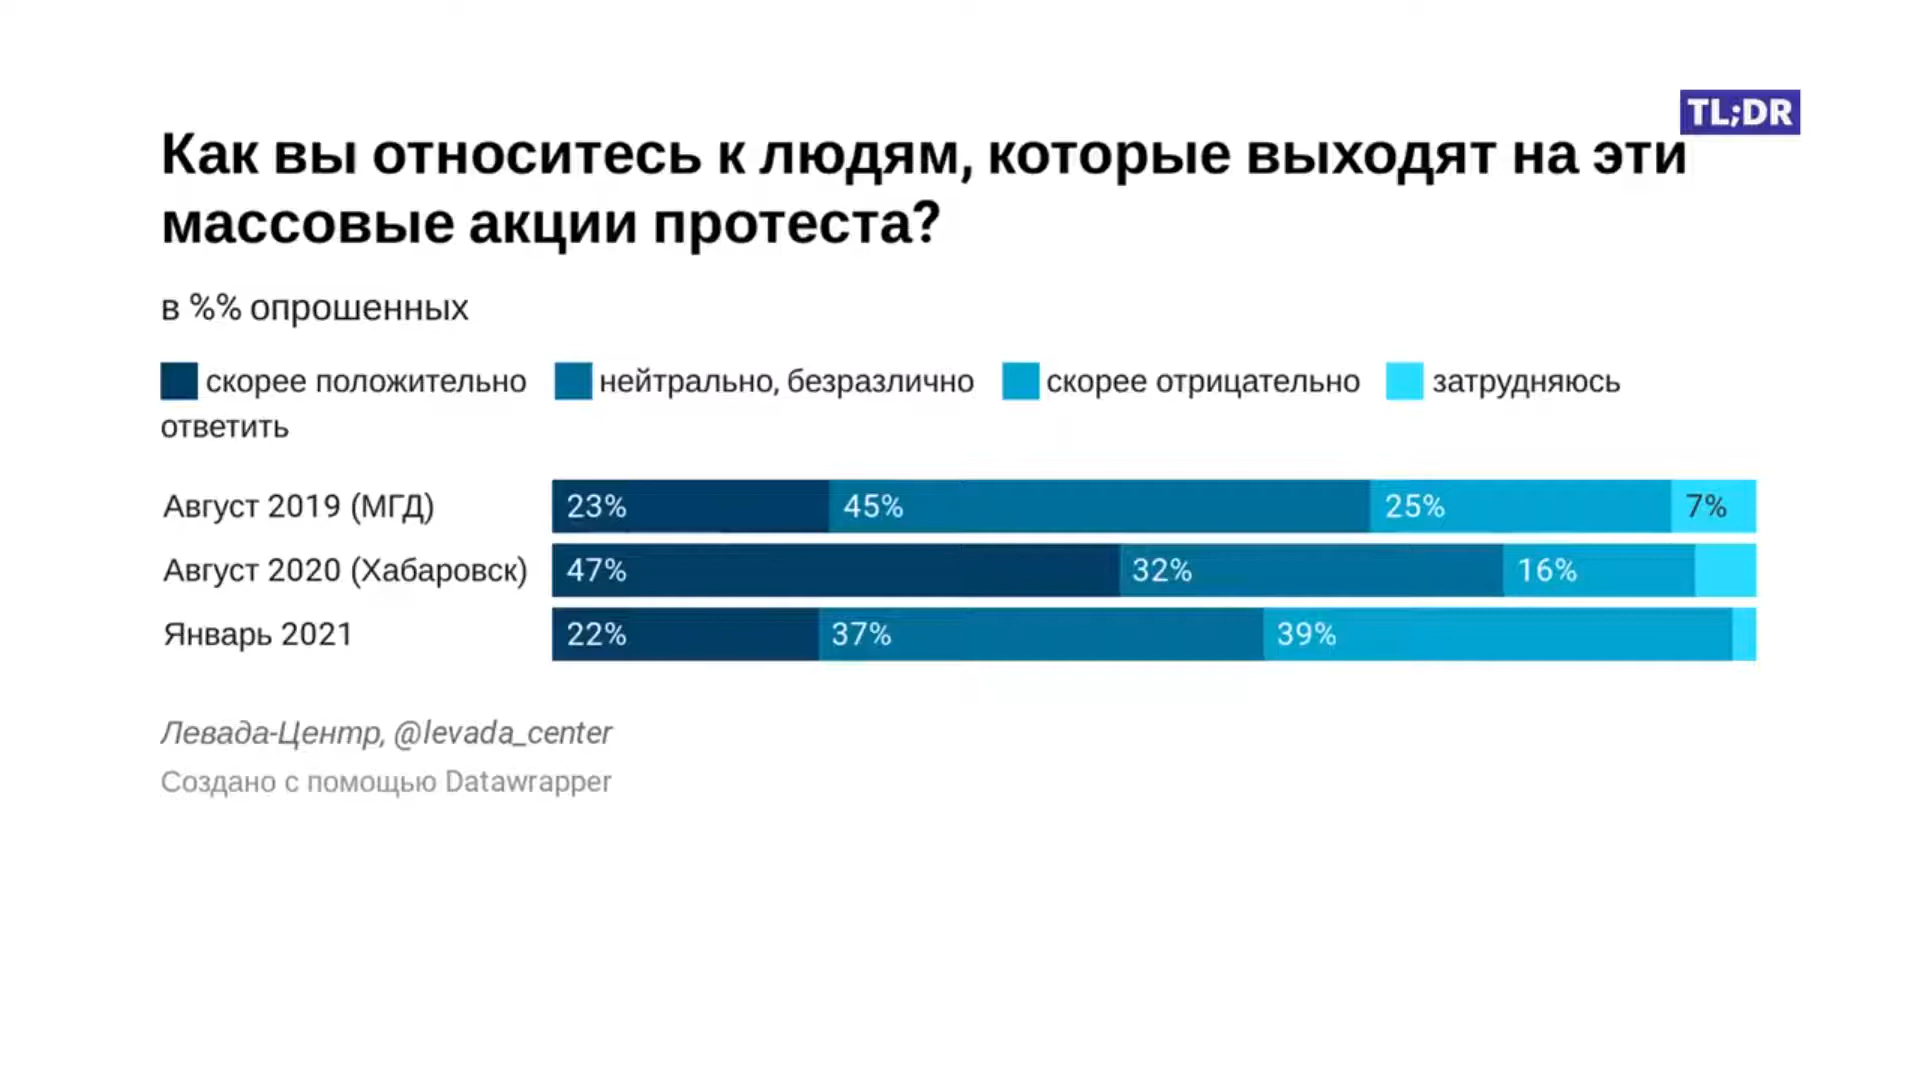 TL;DR
Как вы относитесь к людям, которые выходят на эти
массовые акции протеста?
в %% опрошенных
скорее положительно нейтрально, безразлично скорее отрицательно затрудняюсь
ответить
Август 2019 (МГД) 23% 45% 25% 7%
Август 2020 (Хабаровск) 47% 32% 16%
Январь 2021 22% 37% 39%
Левада-Центр, @levada_center
Создано с помощью Datawrapper